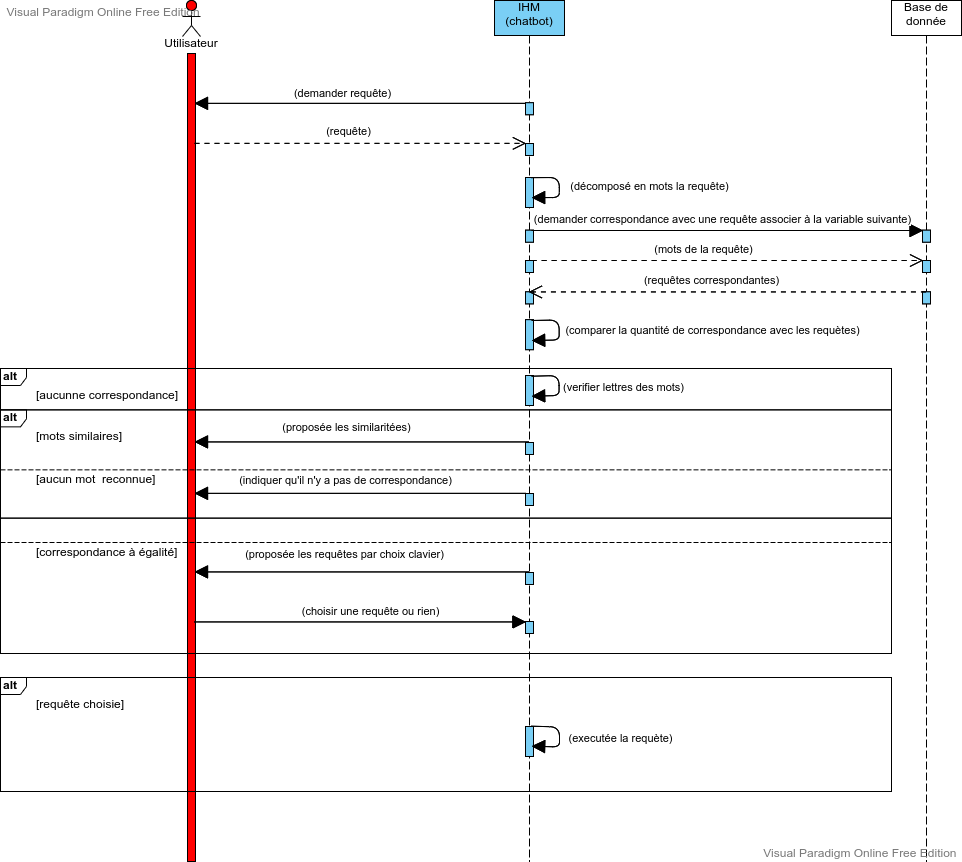 Visual Paradigm Online Free Edition
IHM
(chatbot)
Base de
donnée
Utilisateur
(demander requête)
(requête)
(décomposé en mots la requête)
(demander correspondance avec une requête associer à la variable suivante)
(mots de la requête)
(requêtes correspondantes)
(comparer la quantité de correspondance avec les requètes)
alt
[aucunne correspondance]
(verifier lettres des mots)
alt
[mots similaires]
(proposée les similaritées)
[aucun mot  reconnue]
(indiquer qu'il n'y a pas de correspondance)
[correspondance à égalité]
(proposée les requêtes par choix clavier)
(choisir une requête ou rien)
alt
[requête choisie]
(executée la requète)
Visual Paradigm Online Free Edition